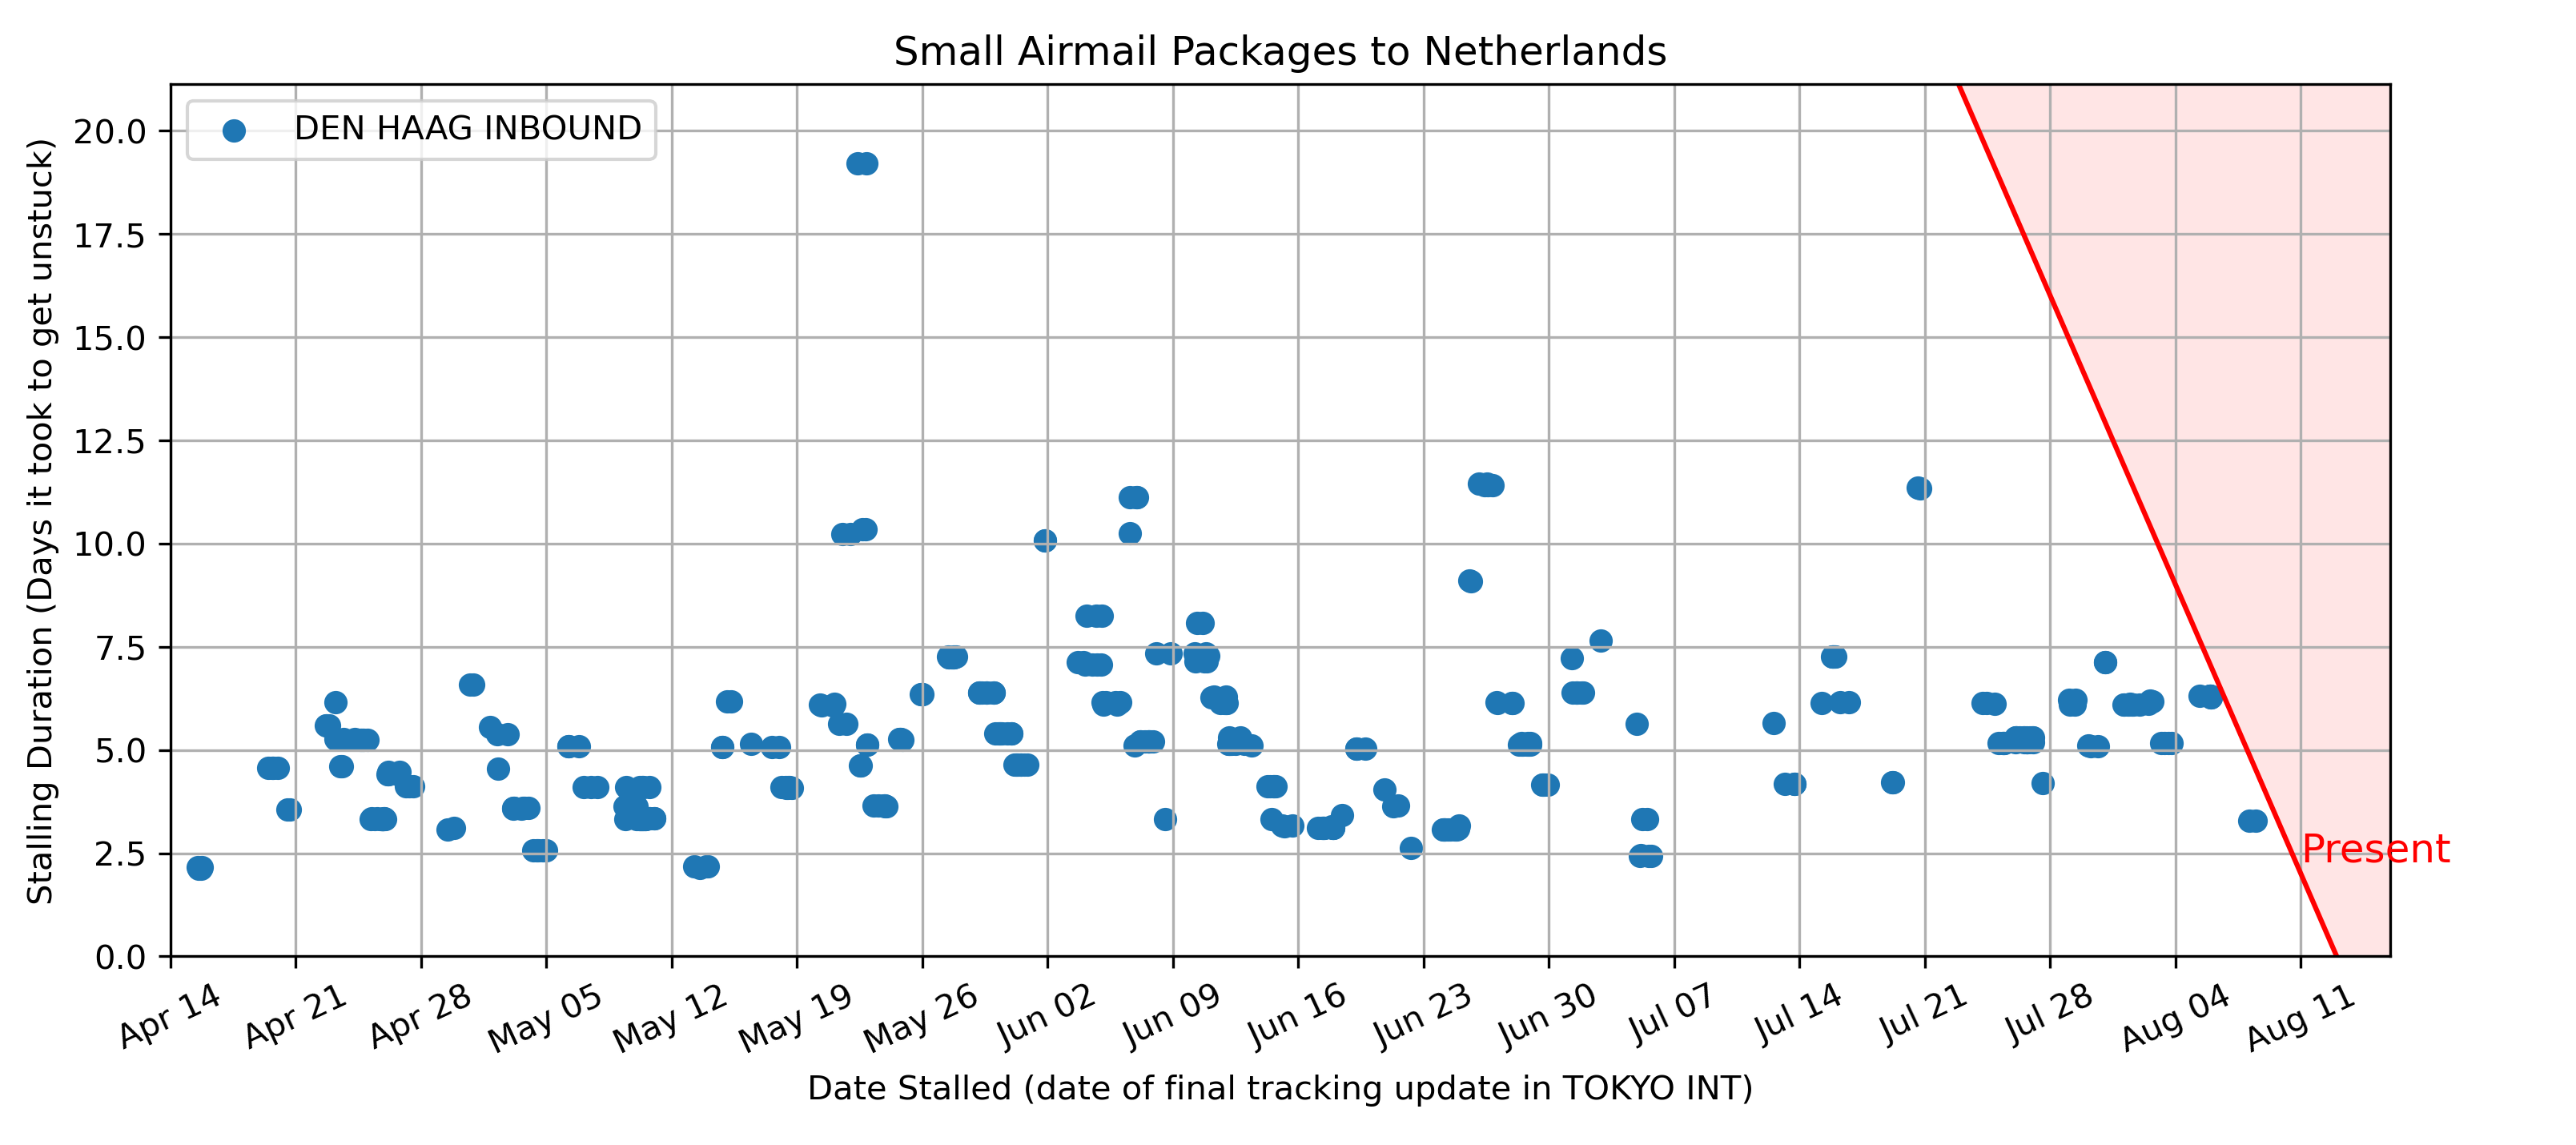 Small Airmail Packages to Netherlands
DEN HAAG INBOUND
Stalling Duration (Days it took to get unstuck)
20.0
17.5
15.0
12.5
10.0
7.5
5.0
2.5
0.0
Present
Apr 14 Apr 21 Apr 28 May 05 May 12 May 19 May 26 Jun 02 Jun 09 Jun 16 Jun 23 Jun 30 Jul 07 Jul 14 Jul 21 Jul 28 Aug 04 Aug 11
Date Stalled (date of final tracking update in TOKYO INT)